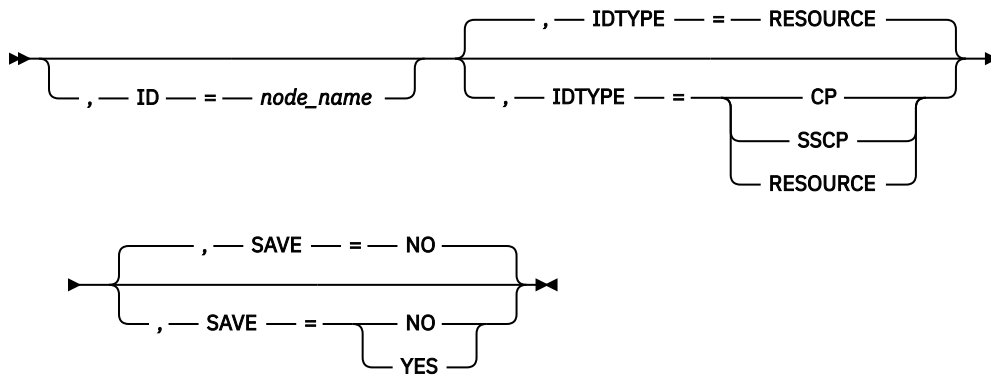 , IDTYPE = RESOURCE
, ID = node_name
, IDTYPE = CP
SSCP
RESOURCE
, SAVE = NO
, SAVE = NO
YES